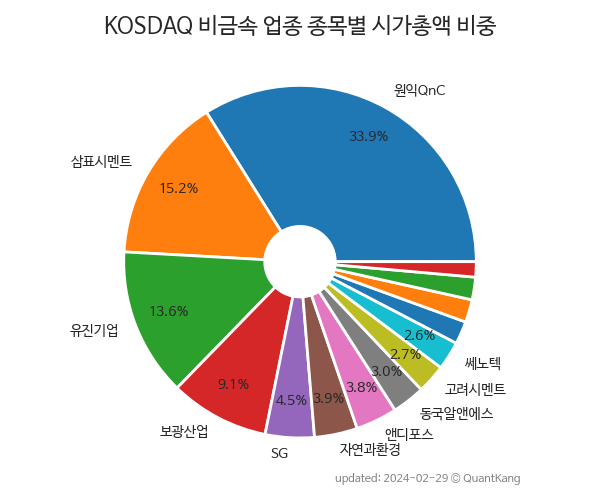 KOSDAQ 비금속 업종 종목별 시가총액 비중
원익QnC
33.9%
삼표시멘트
15.2%
유진기업
13.6%
보광산업
9.1%
SG
4.5%
자연과환경
3.9%
앤디포스
3.8%
동국알앤에스
3.0%
고려시멘트
2.7%
쎄노텍
2.6%
updated: 2024-02-29 © QuantKang